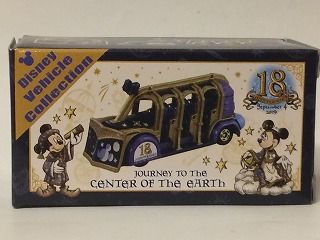 Disney
Vehicle
Collection
18
September 4
2019
18
JOURNEY TO THE
CENTER OF THE EARTH